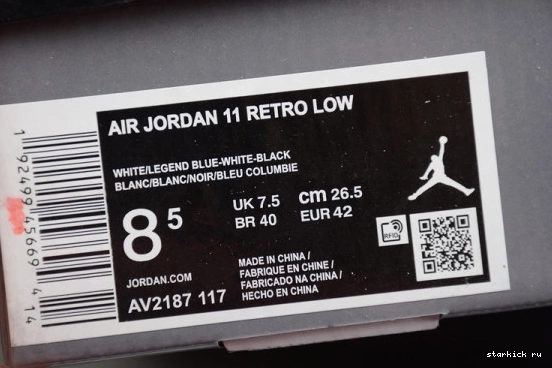 AIR JORDAN 11 RETRO LOW
WHITE/LEGEND BLUE-WHITE-BLACK
BLANC/BLANC/NOIR/BLEU COLUMBIE
8 5
UK 7.5 cm 26.5
BR 40 EUR 42
RFID
JORDAN.COM
AV2187 117
MADE IN CHINA /
FABRIQUE EN CHINE /
FABRICADO NA CHINA /
HECHO EN CHINA
starkick ru